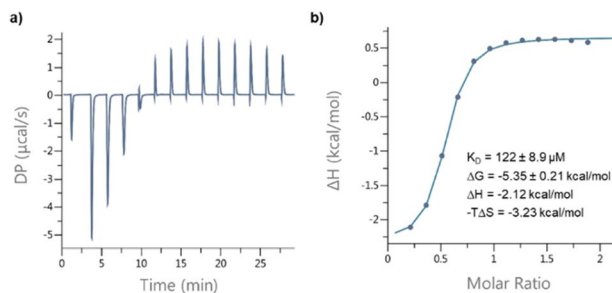 a)
DP (µcal/s)
2
1
0
-1
-2
-3
-4
-5
0
5
10
15
20
25
Time (min)
b)
ΔH (kcal/mol)
0.5
0
-0.5
-1
-1.5
-2
K_D = 122 ± 8.9 µM
ΔG = -5.35 ± 0.21 kcal/mol
ΔH = -2.12 kcal/mol
-TΔS = -3.23 kcal/mol
0
0.5
1
1.5
2
Molar Ratio